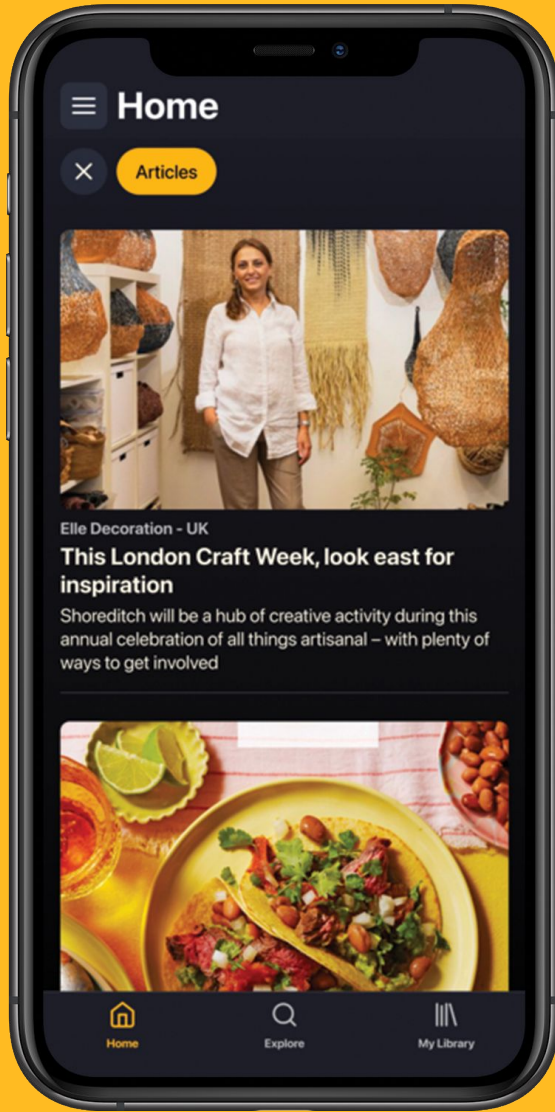 Home
Articles
Elle Decoration - UK
This London Craft Week, look east for
inspiration
Shoreditch will be a hub of creative activity during this
annual celebration of all things artisanal – with plenty of
ways to get involved
Home
Explore
My Library